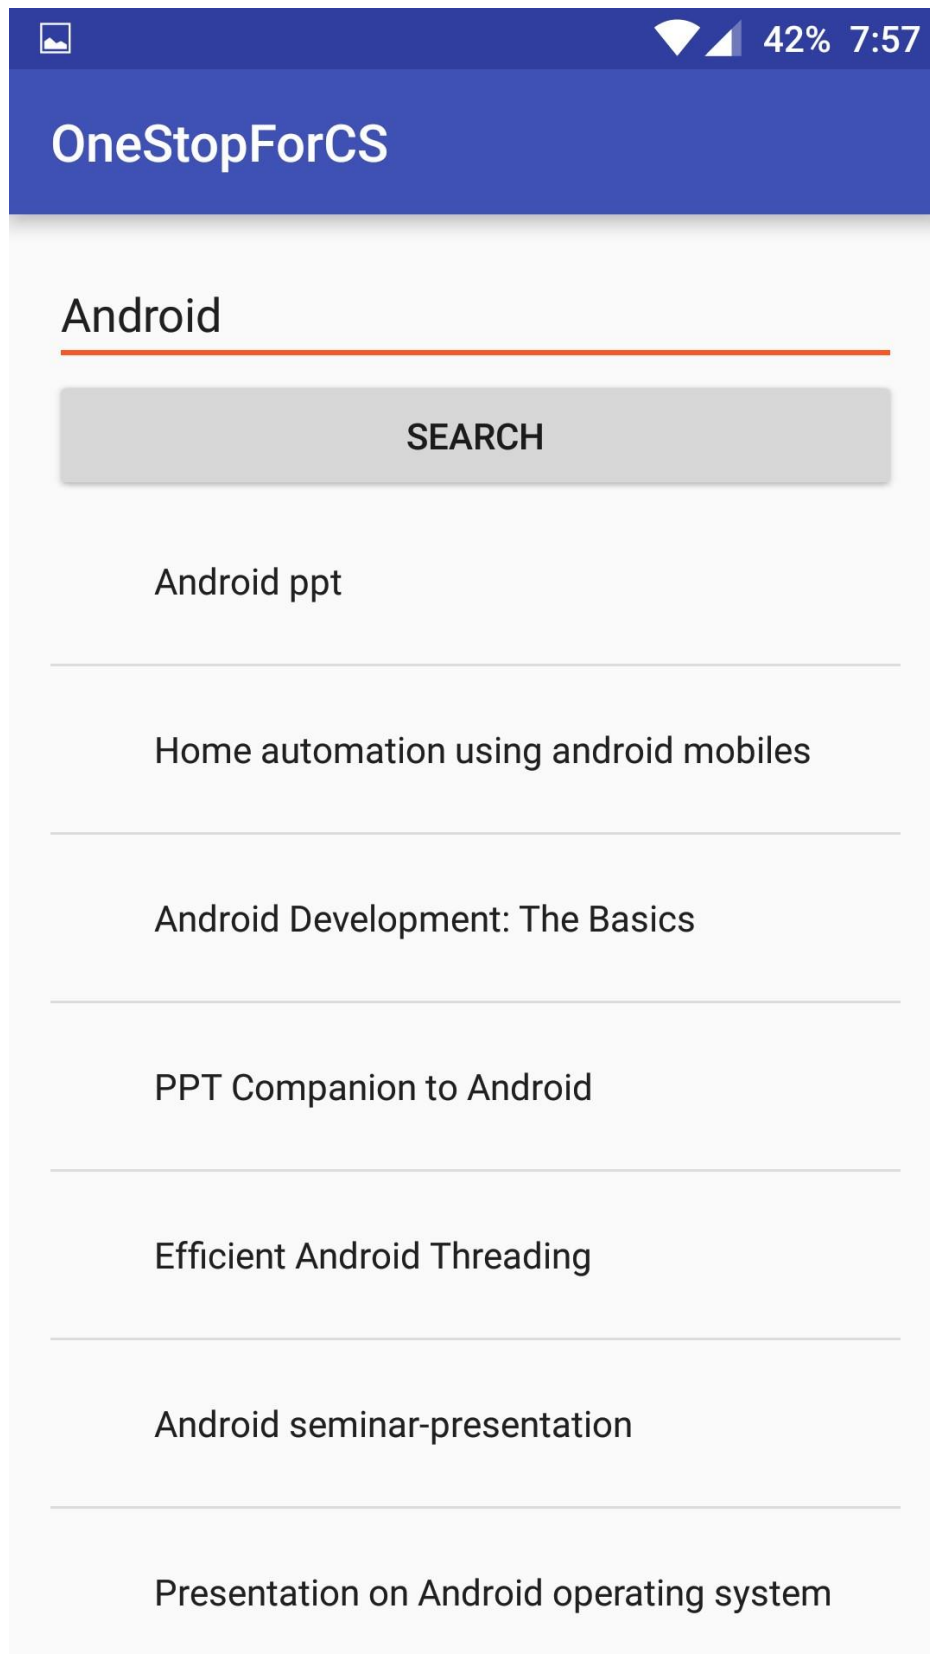 42% 7:57
OneStopForCS
Android
SEARCH
Android ppt
Home automation using android mobiles
Android Development: The Basics
PPT Companion to Android
Efficient Android Threading
Android seminar-presentation
Presentation on Android operating system